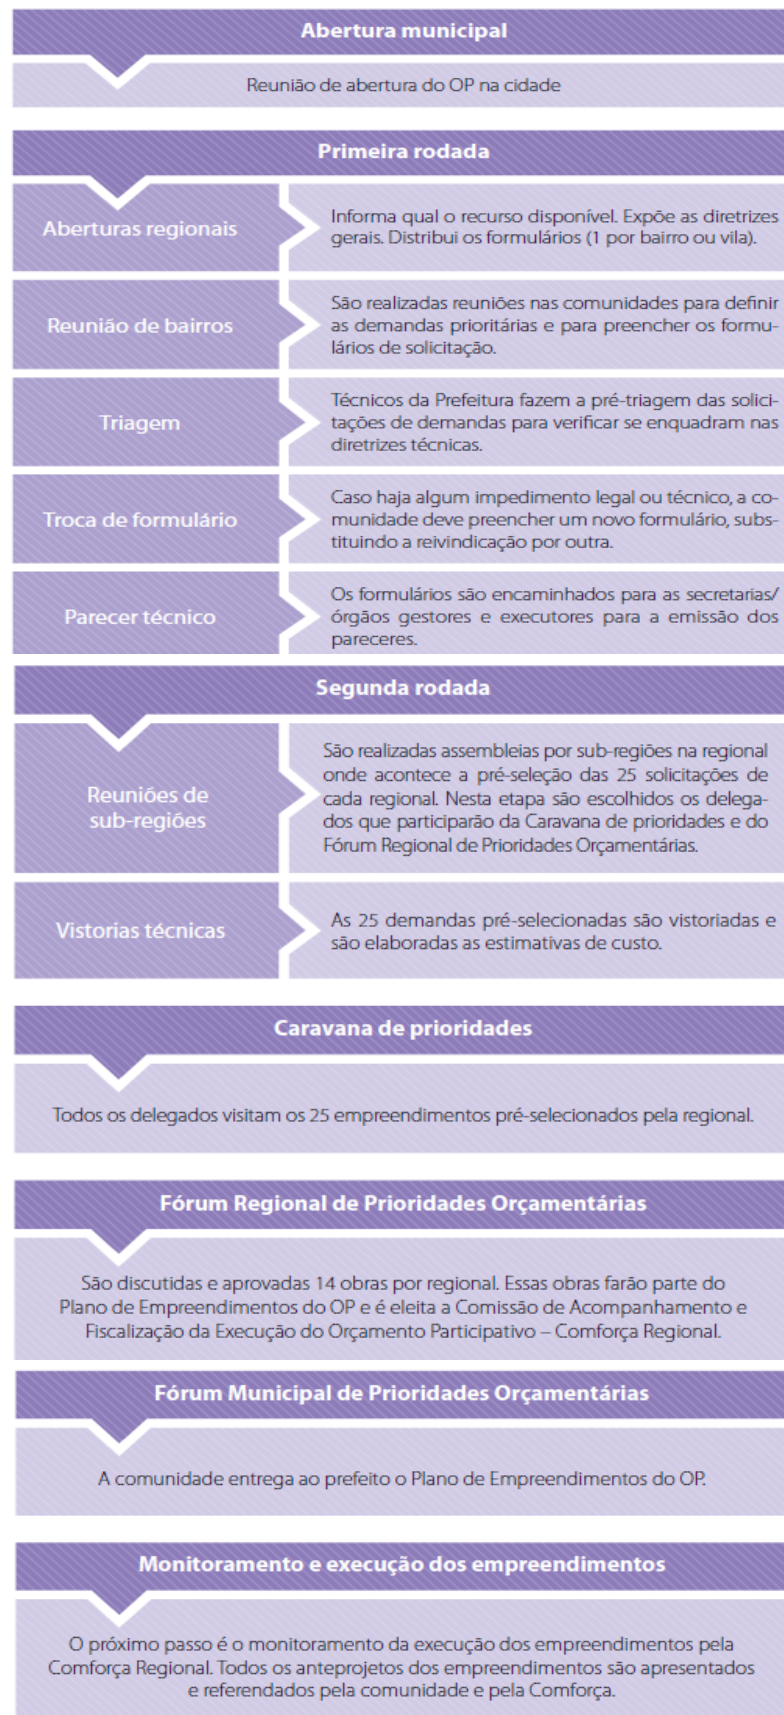 Abertura municipal
Reunião de abertura do OP na cidade
Primeira rodada
Aberturas regionais
Informa qual o recurso disponível. Expõe as diretrizes
gerais. Distribui os formulários (1 por bairro ou vila).
Reunião de bairros
São realizadas reuniões nas comunidades para definir
as demandas prioritárias e para preencher os formu-
lários de solicitação.
Triagem
Técnicos da Prefeitura fazem a pré-triagem das solici-
tações de demandas para verificar se enquadram nas
diretrizes técnicas.
Troca de formulário
Caso haja algum impedimento legal ou técnico, a co-
munidade deve preencher um novo formulário, subs-
tituindo a reivindicação por outra.
Parecer técnico
Os formulários são encaminhados para as secretarias/
órgãos gestores e executores para a emissão dos
pareceres.
Segunda rodada
Reuniões de
sub-regiões
São realizadas assembleias por sub-regiões na regional
onde acontece a pré-seleção das 25 solicitações de
cada regional. Nesta etapa são escolhidos os delega-
dos que participarão da Caravana de prioridades e do
Fórum Regional de Prioridades Orçamentárias.
Vistorias técnicas
As 25 demandas pré-selecionadas são vistoriadas e
são elaboradas as estimativas de custo.
Caravana de prioridades
Todos os delegados visitam os 25 empreendimentos pré-selecionados pela regional.
Fórum Regional de Prioridades Orçamentárias
São discutidas e aprovadas 14 obras por regional. Essas obras farão parte do
Plano de Empreendimentos do OP e é eleita a Comissão de Acompanhamento e
Fiscalização da Execução do Orçamento Participativo – Comforça Regional.
Fórum Municipal de Prioridades Orçamentárias
A comunidade entrega ao prefeito o Plano de Empreendimentos do OP.
Monitoramento e execução dos empreendimentos
O próximo passo é o monitoramento da execução dos empreendimentos pela
Comforça Regional. Todos os anteprojetos dos empreendimentos são apresentados
e referendados pela comunidade e pela Comforça.